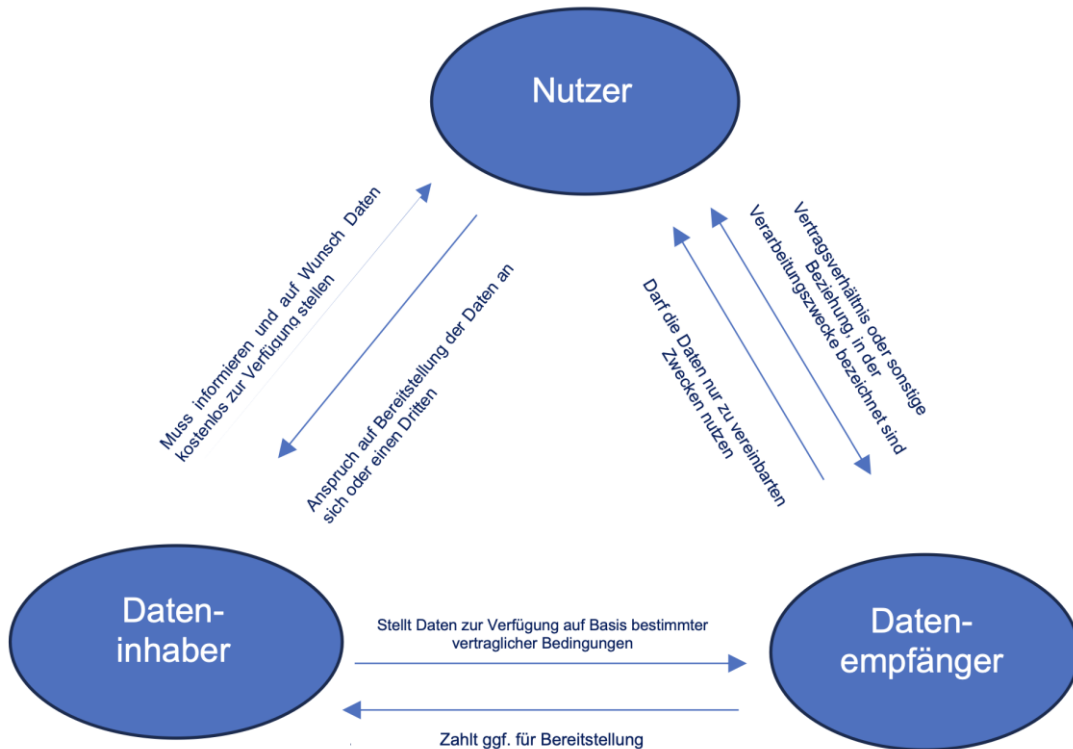 Nutzer
Muss informieren und auf Wunsch Daten
kostenlos zur Verfügung stellen
Anspruch auf Bereitstellung der Daten an
sich oder einen Dritten
Darf die Daten nur zu vereinbarten
Zwecken nutzen
Vertragsverhältnis oder sonstige
Beziehung, in der
Verarbeitungszwecke bezeichnet sind
Daten-
inhaber
Stellt Daten zur Verfügung auf Basis bestimmter
vertraglicher Bedingungen
Zahlt ggf. für Bereitstellung
Daten-
empfänger